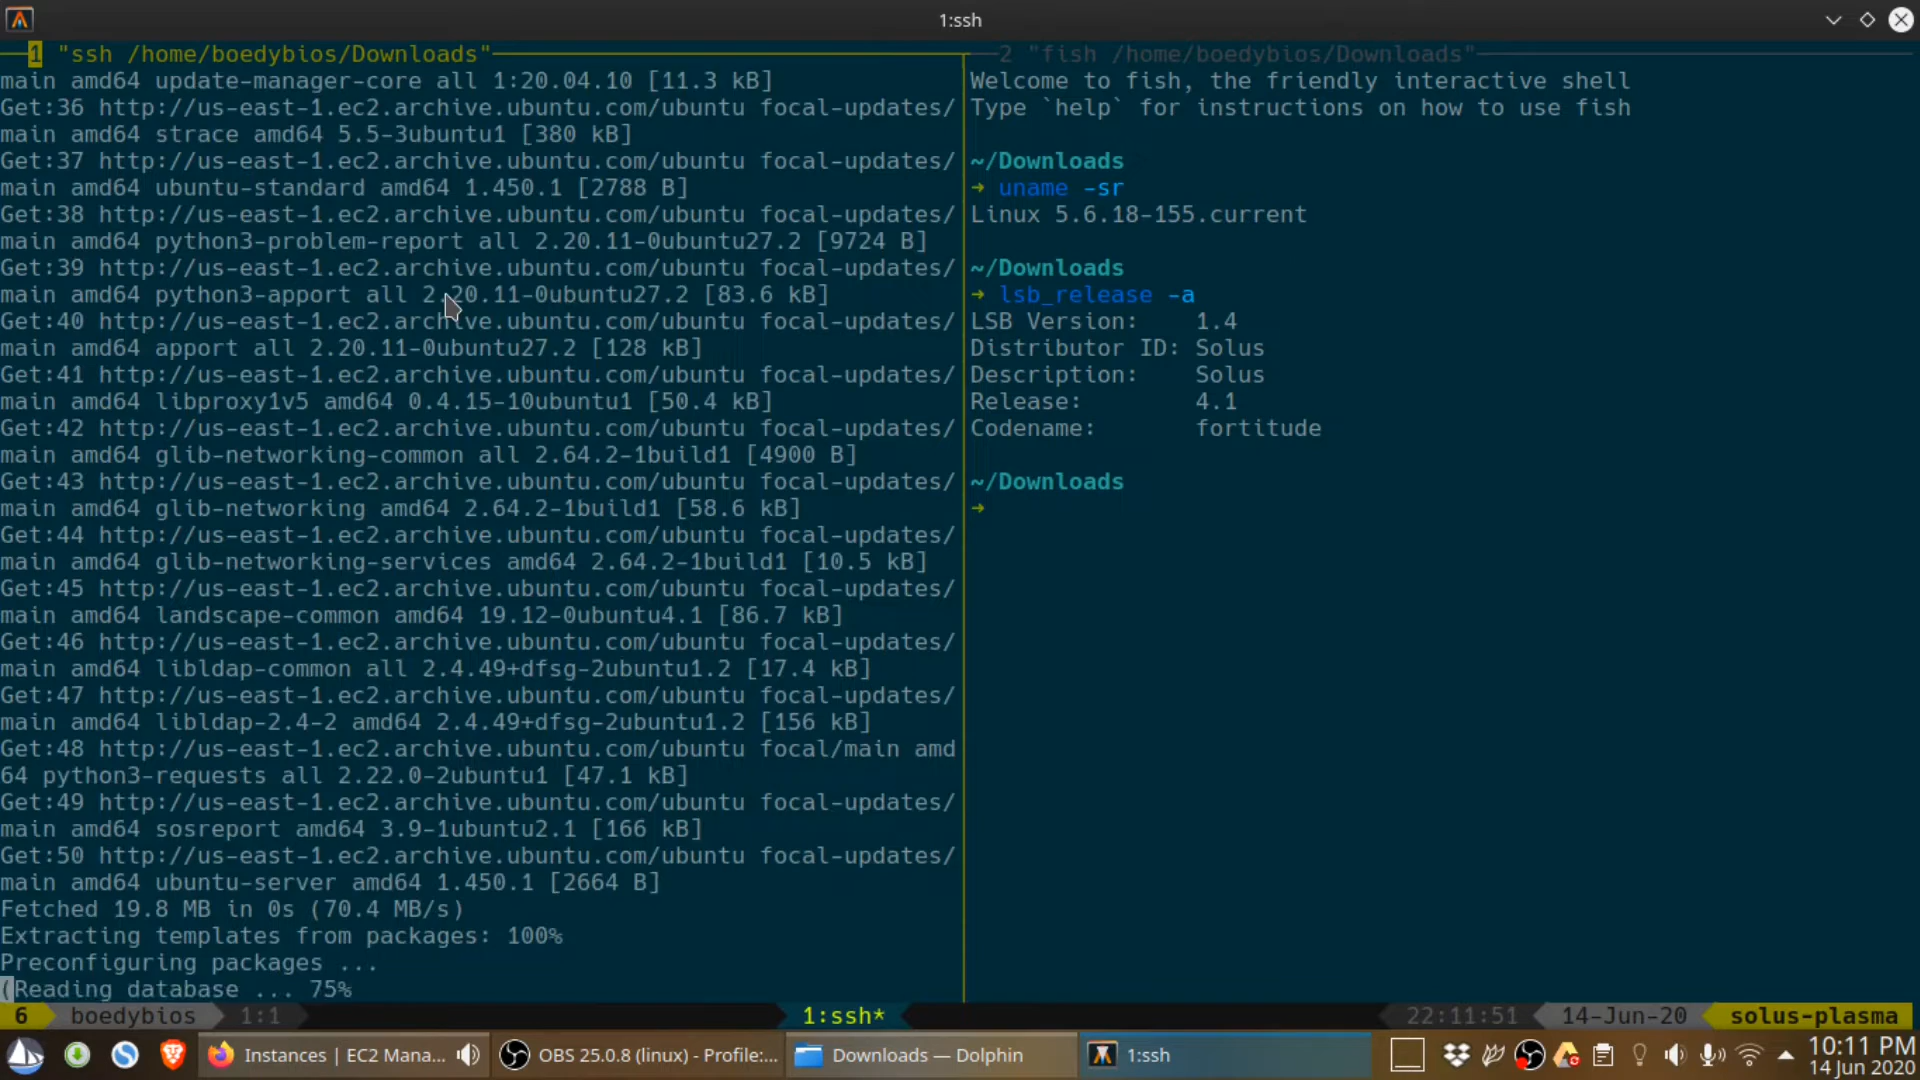 1:ssh
1 "ssh /home/boedybios/Downloads"
main amd64 update-manager-core all 1:20.04.10 [11.3 kB]
Get:36 http://us-east-1.ec2.archive.ubuntu.com/ubuntu focal-updates/
main amd64 strace amd64 5.5-3ubuntu1 [380 kB]
Get:37 http://us-east-1.ec2.archive.ubuntu.com/ubuntu focal-updates/
main amd64 ubuntu-standard amd64 1.450.1 [2788 B]
Get:38 http://us-east-1.ec2.archive.ubuntu.com/ubuntu focal-updates/
main amd64 python3-problem-report all 2.20.11-0ubuntu27.2 [9724 B]
Get:39 http://us-east-1.ec2.archive.ubuntu.com/ubuntu focal-updates/
main amd64 python3-apport all 2.20.11-0ubuntu27.2 [83.6 kB]
Get:40 http://us-east-1.ec2.archive.ubuntu.com/ubuntu focal-updates/
main amd64 apport all 2.20.11-0ubuntu27.2 [128 kB]
Get:41 http://us-east-1.ec2.archive.ubuntu.com/ubuntu focal-updates/
main amd64 libproxy1v5 amd64 0.4.15-10ubuntu1 [50.4 kB]
Get:42 http://us-east-1.ec2.archive.ubuntu.com/ubuntu focal-updates/
main amd64 glib-networking-common all 2.64.2-1build1 [4900 B]
Get:43 http://us-east-1.ec2.archive.ubuntu.com/ubuntu focal-updates/
main amd64 glib-networking amd64 2.64.2-1build1 [58.6 kB]
Get:44 http://us-east-1.ec2.archive.ubuntu.com/ubuntu focal-updates/
main amd64 glib-networking-services amd64 2.64.2-1build1 [10.5 kB]
Get:45 http://us-east-1.ec2.archive.ubuntu.com/ubuntu focal-updates/
main amd64 landscape-common amd64 19.12-0ubuntu4.1 [86.7 kB]
Get:46 http://us-east-1.ec2.archive.ubuntu.com/ubuntu focal-updates/
main amd64 libldap-common all 2.4.49+dfsg-2ubuntu1.2 [17.4 kB]
Get:47 http://us-east-1.ec2.archive.ubuntu.com/ubuntu focal-updates/
main amd64 libldap-2.4-2 amd64 2.4.49+dfsg-2ubuntu1.2 [156 kB]
Get:48 http://us-east-1.ec2.archive.ubuntu.com/ubuntu focal/main amd
64 python3-requests all 2.22.0-2ubuntu1 [47.1 kB]
Get:49 http://us-east-1.ec2.archive.ubuntu.com/ubuntu focal-updates/
main amd64 sosreport amd64 3.9-1ubuntu2.1 [166 kB]
Get:50 http://us-east-1.ec2.archive.ubuntu.com/ubuntu focal-updates/
main amd64 ubuntu-server amd64 1.450.1 [2664 B]
Fetched 19.8 MB in 0s (70.4 MB/s)
Extracting templates from packages: 100%
Preconfiguring packages ...
(Reading database ... 75%
2 "fish /home/boedybios/Downloads"
Welcome to fish, the friendly interactive shell
Type `help` for instructions on how to use fish
~/Downloads
→ uname -sr
Linux 5.6.18-155.current
~/Downloads
→ lsb_release -a
LSB Version: 1.4
Distributor ID: Solus
Description: Solus
Release: 4.1
Codename: fortitude
~/Downloads
→
6 boedybios 1:1 1:ssh* 22:11:51 14-Jun-20 solus-plasma
Instances | EC2 Mana... OBS 25.0.8 (linux) - Profile:... Downloads — Dolphin 1:ssh 10:11 PM
14 Jun 2020